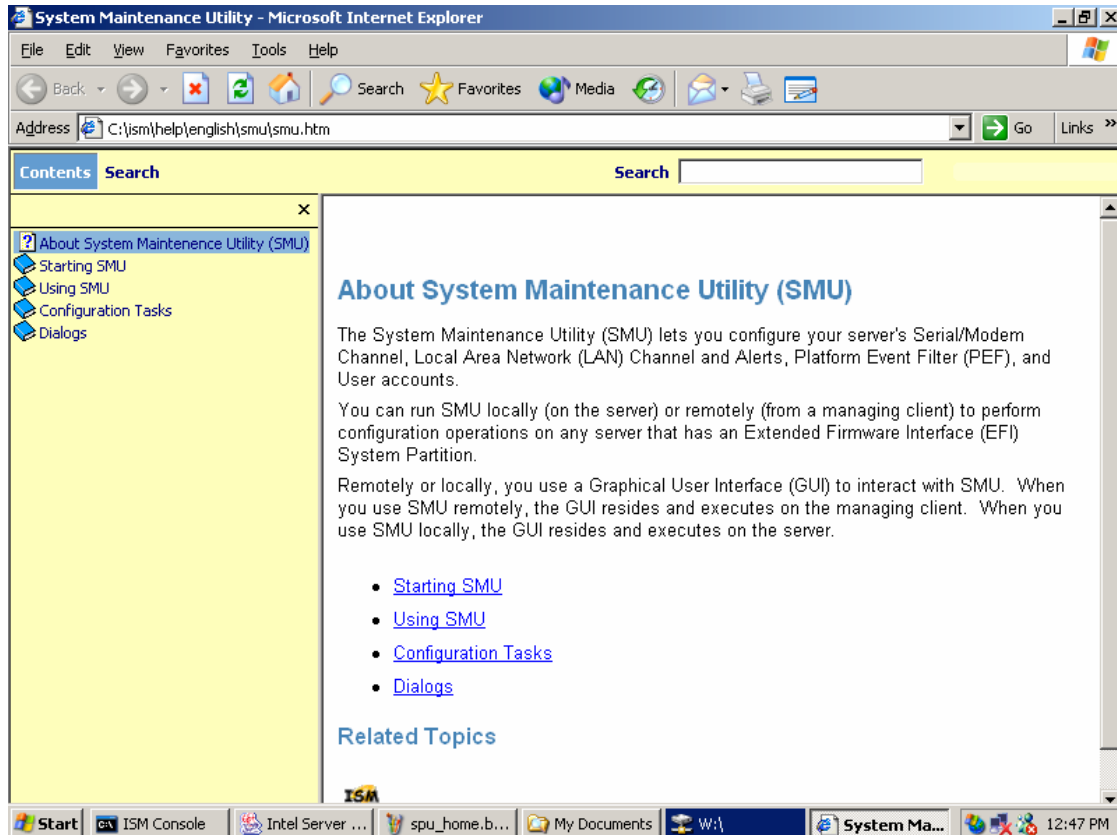 System Maintenance Utility - Microsoft Internet Explorer
File Edit View Favorites Tools Help
Back Search Favorites Media
Address C:\ism\help\english\smu\smu.htm Go Links »
Contents Search Search
About System Maintenence Utility (SMU)
Starting SMU
Using SMU
Configuration Tasks
Dialogs
About System Maintenance Utility (SMU)
The System Maintenance Utility (SMU) lets you configure your server's Serial/Modem
Channel, Local Area Network (LAN) Channel and Alerts, Platform Event Filter (PEF), and
User accounts.
You can run SMU locally (on the server) or remotely (from a managing client) to perform
configuration operations on any server that has an Extended Firmware Interface (EFI)
System Partition.
Remotely or locally, you use a Graphical User Interface (GUI) to interact with SMU. When
you use SMU remotely, the GUI resides and executes on the managing client. When you
use SMU locally, the GUI resides and executes on the server.
• Starting SMU
• Using SMU
• Configuration Tasks
• Dialogs
Related Topics
ISM
Start ISM Console Intel Server ... spu_home.b... My Documents W:\ System Ma... 12:47 PM